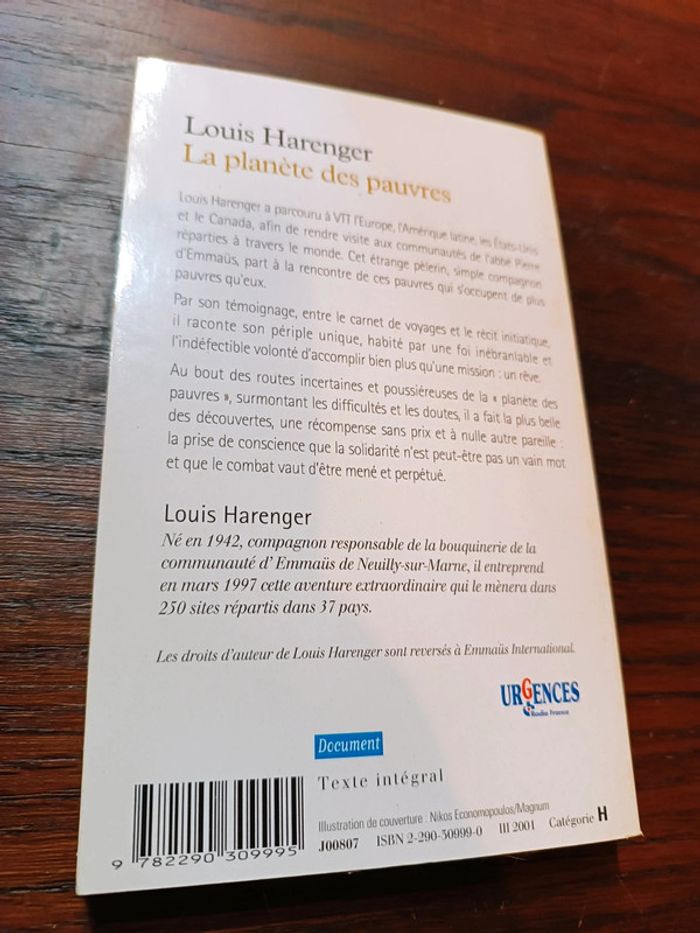 Louis Harenger
La planète des pauvres
Louis Harenger a parcouru à VTT l'Europe, l'Amérique latine, les États-Unis
et le Canada, afin de rendre visite aux communautés de l'abbé Pierre
réparties à travers le monde. Cet étrange pèlerin, simple compagnon
d'Emmaüs, part à la rencontre de ces pauvres qui s'occupent de plus
pauvres qu'eux.
Par son témoignage, entre le carnet de voyages et le récit initiatique,
il raconte son périple unique, habité par une foi inébranlable et
l'indéfectible volonté d'accomplir bien plus qu'une mission : un rêve.
Au bout des routes incertaines et poussiéreuses de la « planète des
pauvres », surmontant les difficultés et les doutes, il a fait la plus belle
des découvertes, une récompense sans prix et à nulle autre pareille :
la prise de conscience que la solidarité n'est peut-être pas un vain mot
et que le combat vaut d'être mené et perpétué.
Louis Harenger
Né en 1942, compagnon responsable de la bouquinerie de la
communauté d' Emmaüs de Neuilly-sur-Marne, il entreprend
en mars 1997 cette aventure extraordinaire qui le mènera dans
250 sites répartis dans 37 pays.
Les droits d'auteur de Louis Harenger sont reversés à Emmaüs International.
URGENCES
Radio France
Document
Texte intégral
Illustration de couverture : Nikos Economopoulos/Magnum
J00807 ISBN 2-290-30999-0 III 2001 Catégorie H
9 782290 309995